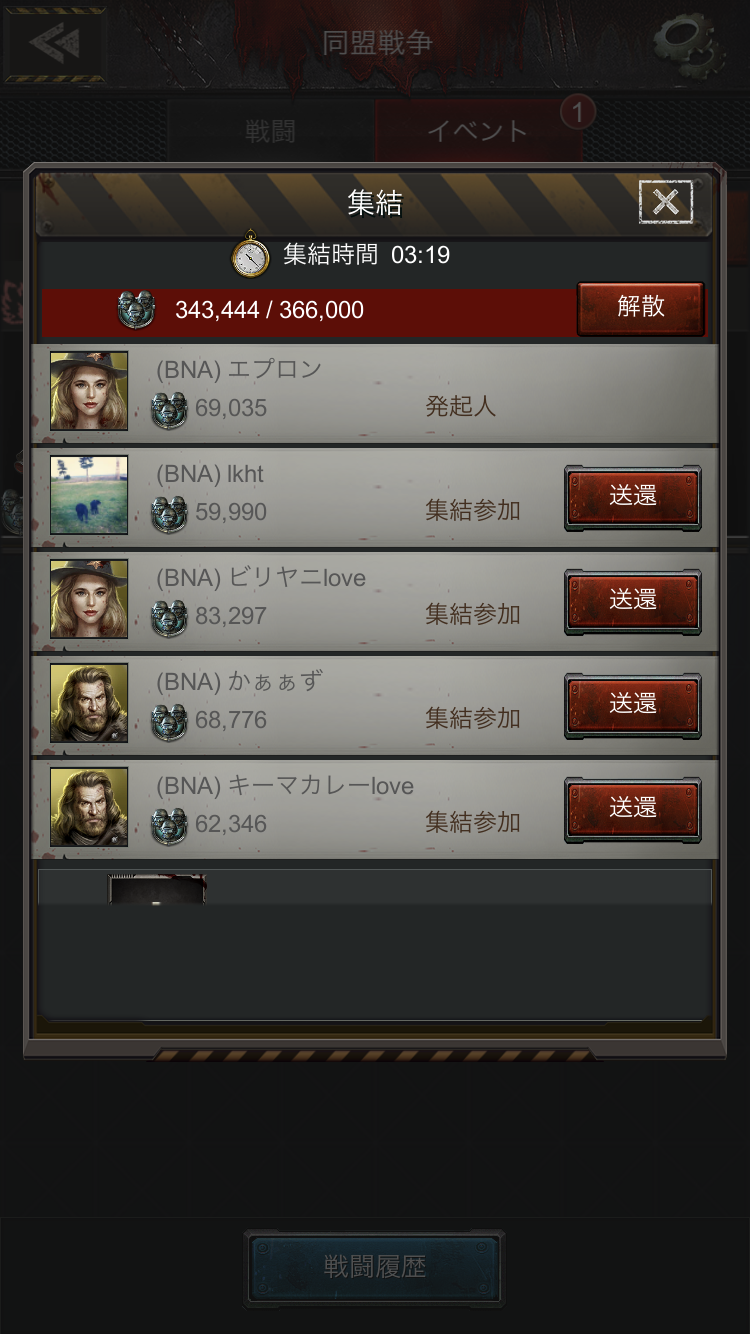 同盟戦争
戦闘
イベント
1
集結
集結時間 03:19
343,444 / 366,000
解散
(BNA) エプロン
69,035
発起人
(BNA) lkht
59,990
集結参加
送還
(BNA) ビリヤニlove
83,297
集結参加
送還
(BNA) かぁぁず
68,776
集結参加
送還
(BNA) キーマカレーlove
62,346
集結参加
送還
戦闘履歴